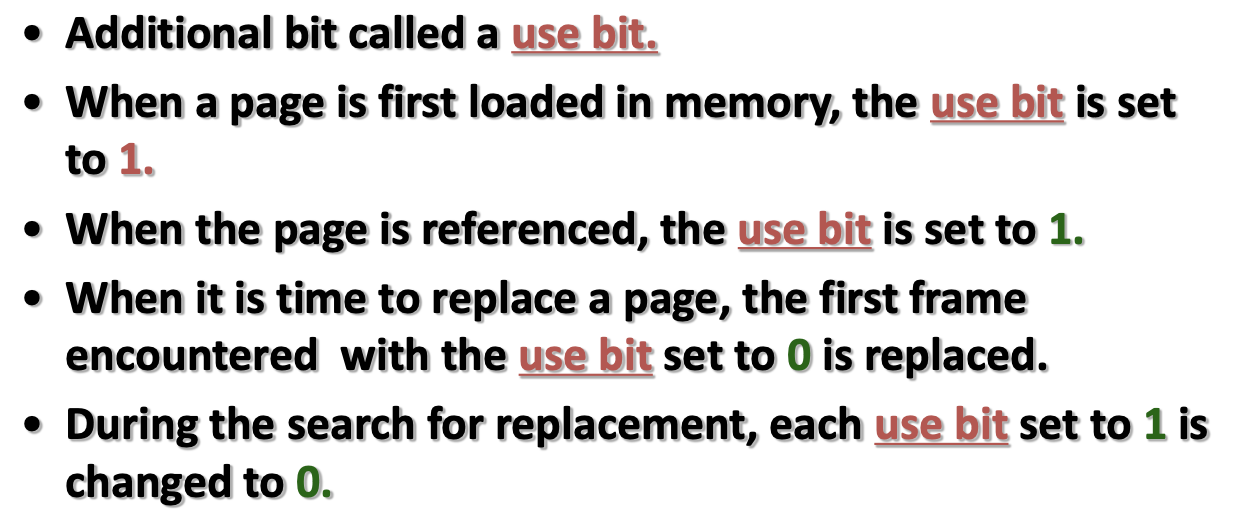 • Additional bit called a use bit.
• When a page is first loaded in memory, the use bit is set
to 1.
• When the page is referenced, the use bit is set to 1.
• When it is time to replace a page, the first frame
encountered  with the use bit set to 0 is replaced.
• During the search for replacement, each use bit set to 1 is
changed to 0.